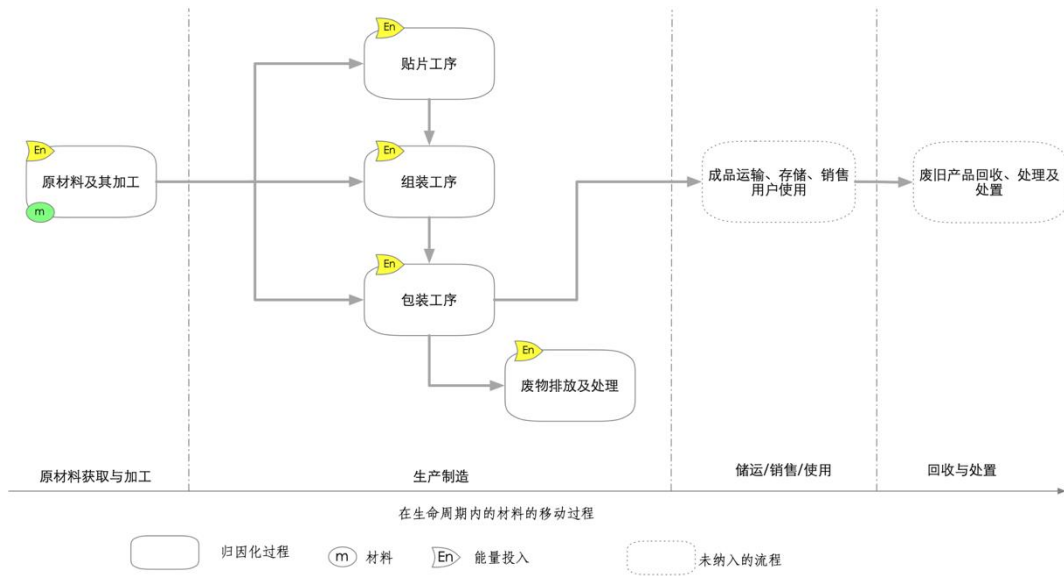 En
贴片工序
En
原材料及其加工
m
En
组装工序
成品运输、存储、销售
用户使用
废旧产品回收、处理及
处置
En
包装工序
En
废物排放及处理
原材料获取与加工
生产制造
储运/销售/使用
回收与处置
在生命周期内的材料的移动过程
归因化过程
m 材料
En 能量投入
未纳入的流程